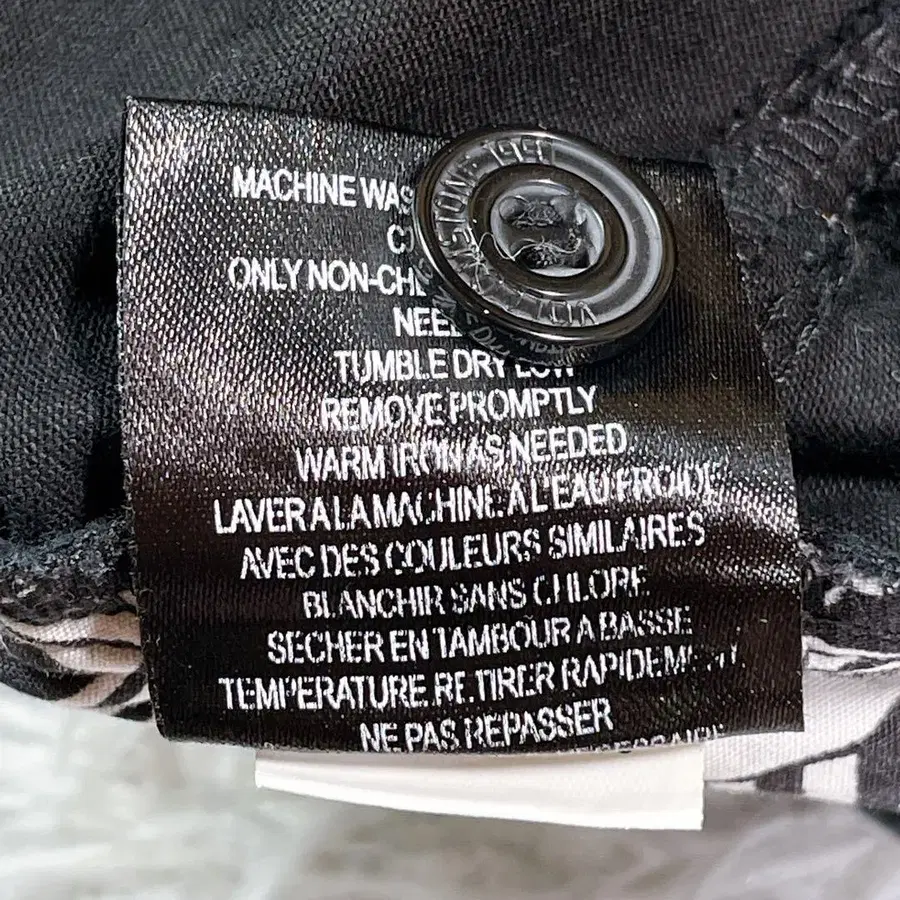 MACHINE WAS
ONLY NON-CH
NEE
TUMBLE DRY LOW
REMOVE PROMPTLY
WARM IRON AS NEEDED
LAVER A LA MACHINE A L'EAU FROIDE
AVEC DES COULEURS SIMILAIRES
BLANCHIR SANS CHLORE
SECHER EN TAMBOUR A BASSE
TEMPERATURE RETIRER RAPIDEMENT.
NE PAS REPASSER